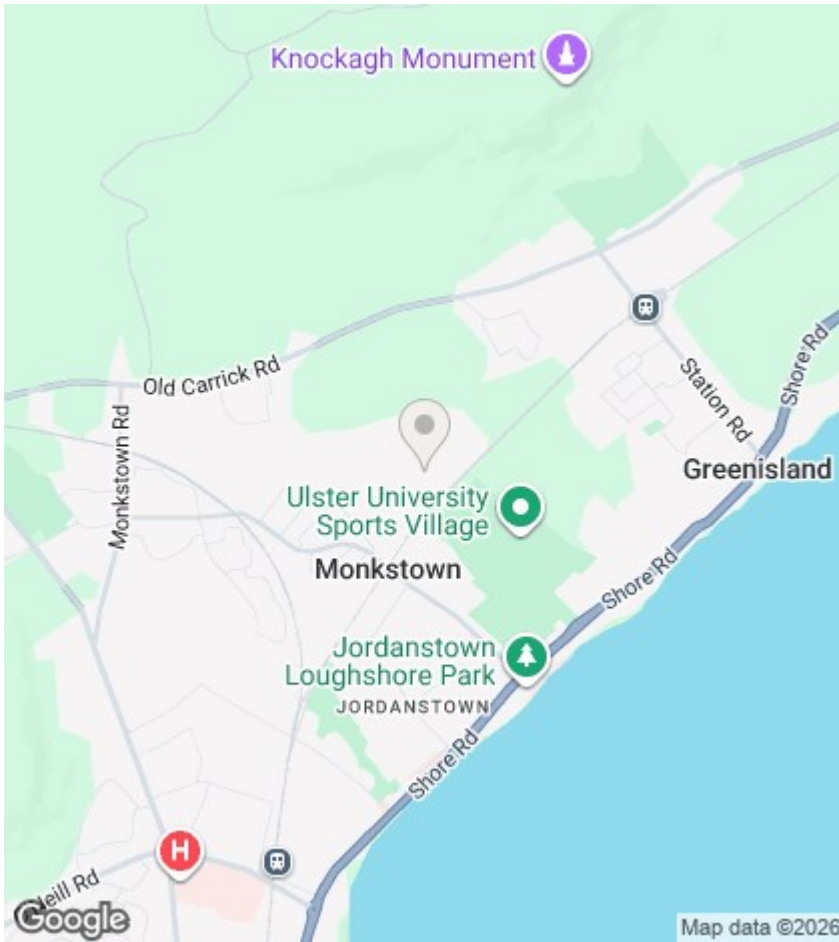 Knockagh Monument
Old Carrick Rd
Monkstown Rd
Station Rd
Shore Rd
Greenisland
Ulster University
Sports Village
Monkstown
Shore Rd
Jordanstown
Loughshore Park
JORDANSTOWN
Shore Rd
H
Neill Rd
Google
Map data ©2026